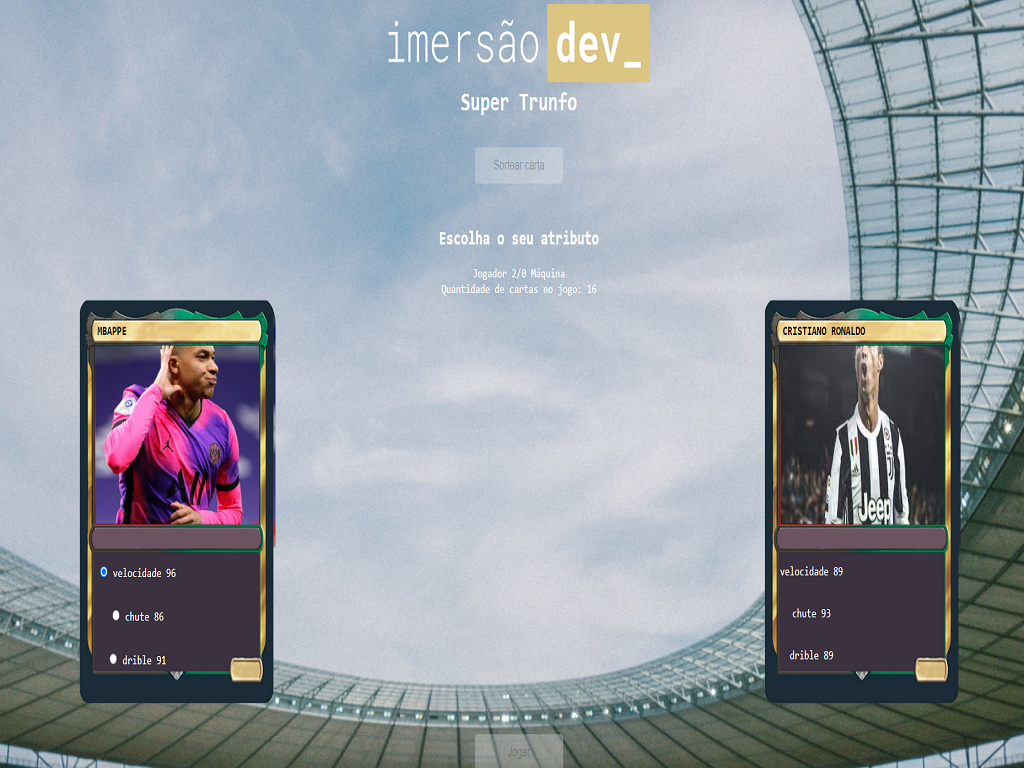 imersão dev_
Super Trunfo
Sortear carta
Escolha o seu atributo
Jogador 2/0 Máquina
Quantidade de cartas no jogo: 16
MBAPPE
velocidade 96
chute 86
drible 91
CRISTIANO RONALDO
Jeep
velocidade 89
chute 93
drible 89
Jogar